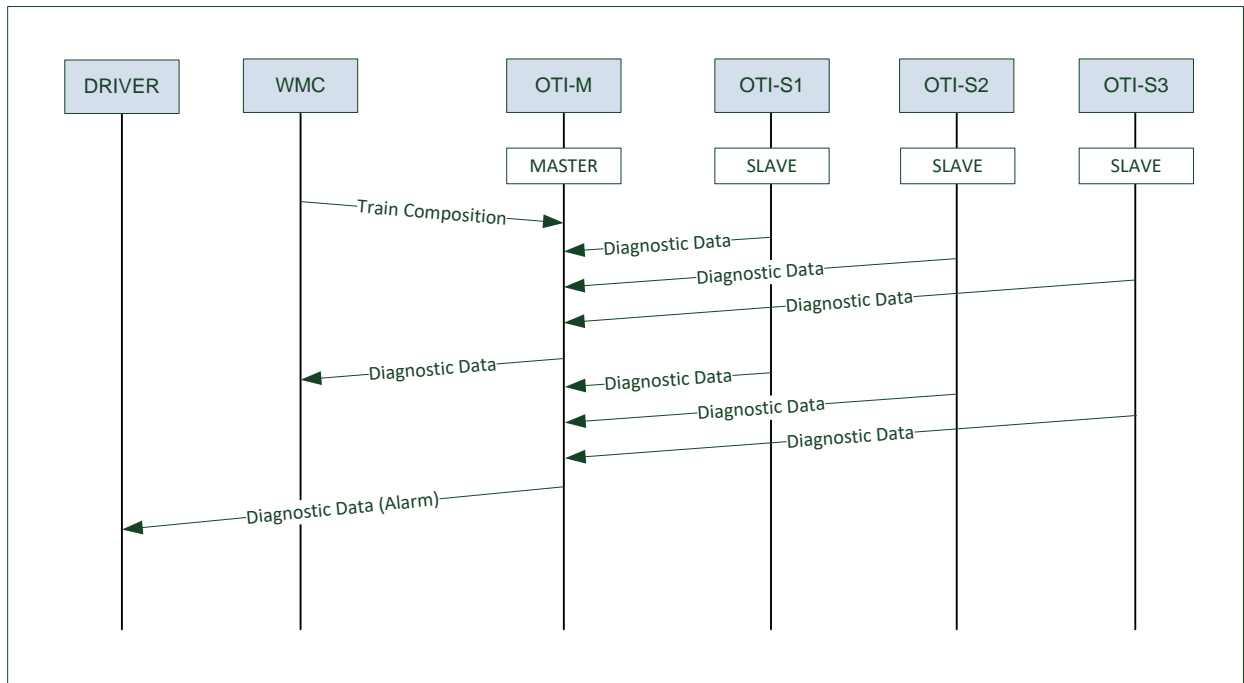 DRIVER
WMC
OTI-M
OTI-S1
OTI-S2
OTI-S3
MASTER
SLAVE
SLAVE
SLAVE
Train Composition
Diagnostic Data
Diagnostic Data
Diagnostic Data
Diagnostic Data
Diagnostic Data
Diagnostic Data
Diagnostic Data
Diagnostic Data (Alarm)